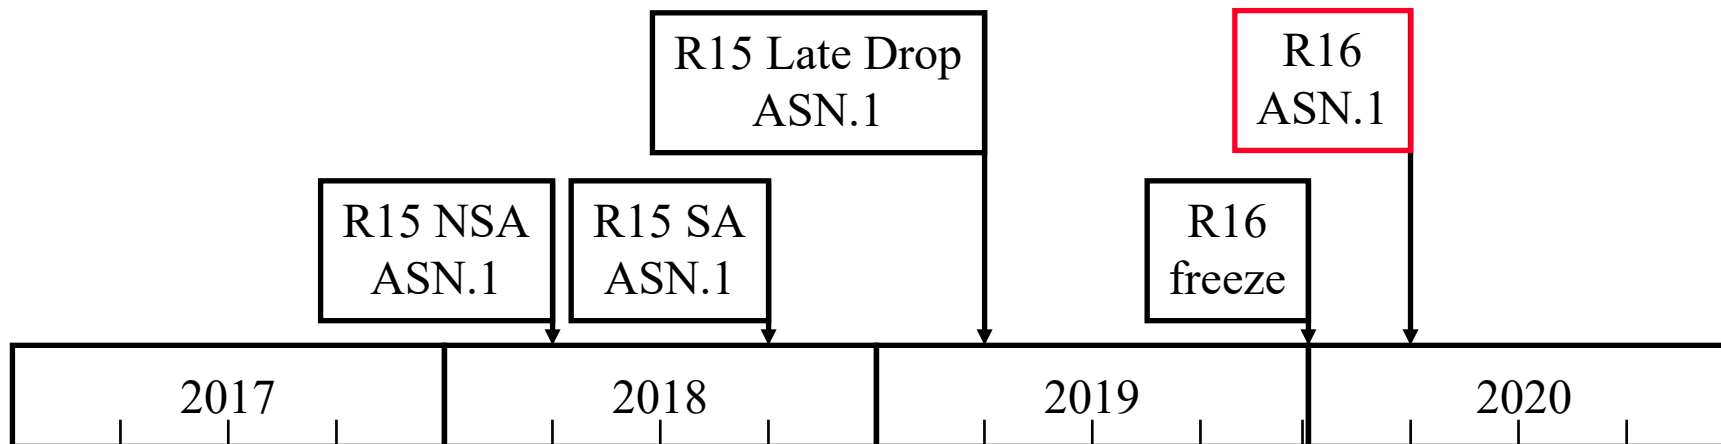 R15 Late Drop
ASN.1
R16
ASN.1
R15 NSA
ASN.1
R15 SA
ASN.1
R16
freeze
2017
2018
2019
2020